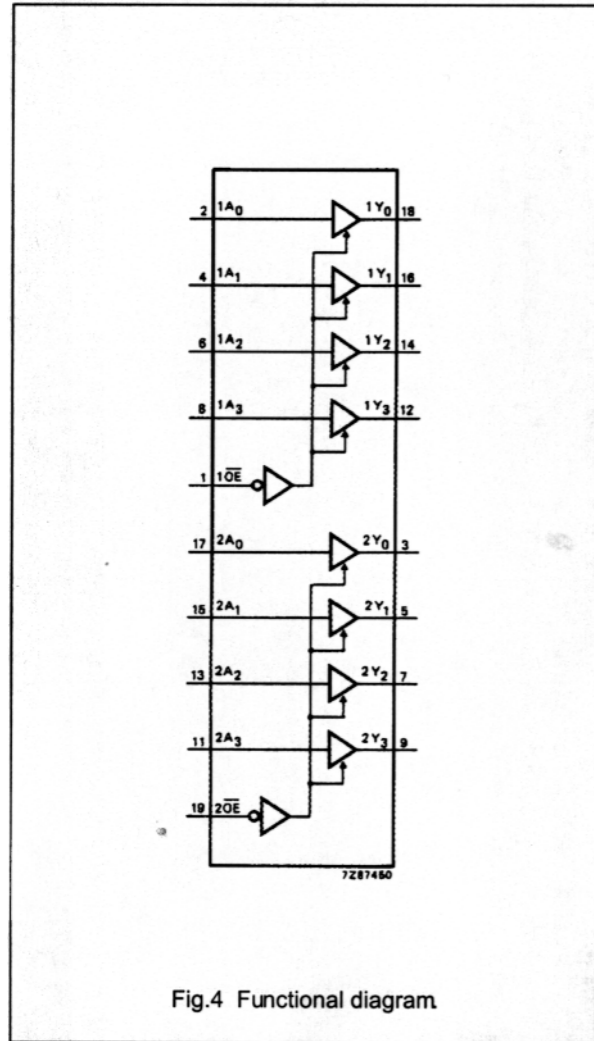 2 1A0 1Y0 18
4 1A1 1Y1 16
6 1A2 1Y2 14
8 1A3 1Y3 12
1 1O̅E̅
17 2A0 2Y0 3
15 2A1 2Y1 5
13 2A2 2Y2 7
11 2A3 2Y3 9
19 2O̅E̅
7Z87450
Fig.4 Functional diagram.